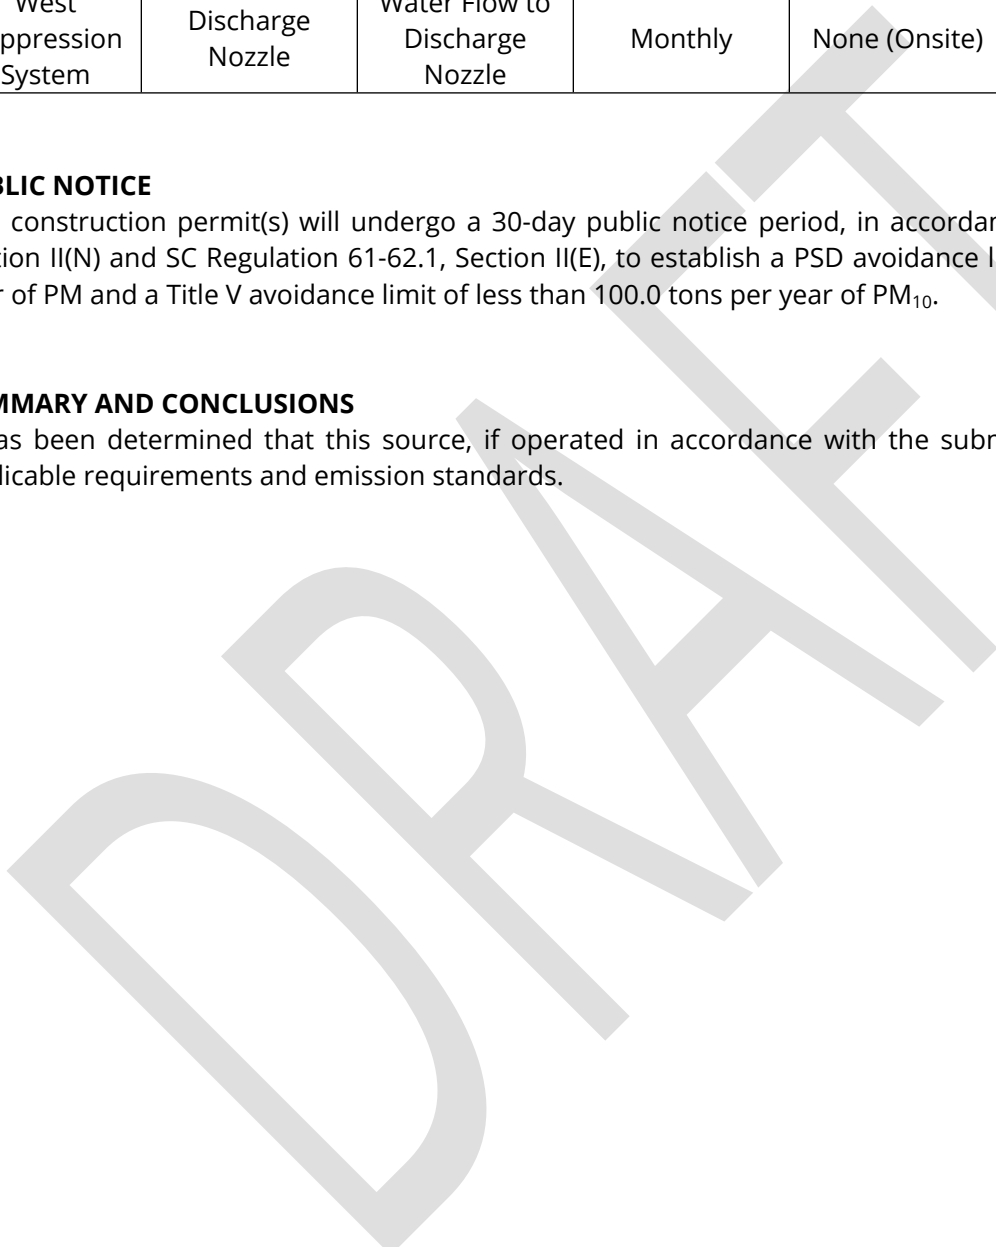 West
ppression
System
Discharge
Nozzle
Water Flow to
Discharge
Nozzle
Monthly
None (Onsite)
BLIC NOTICE
construction permit(s) will undergo a 30-day public notice period, in accordan
tion II(N) and SC Regulation 61-62.1, Section II(E), to establish a PSD avoidance l
r of PM and a Title V avoidance limit of less than 100.0 tons per year of PM₁₀.
MMARY AND CONCLUSIONS
as been determined that this source, if operated in accordance with the sub
licable requirements and emission standards.
DRAFT